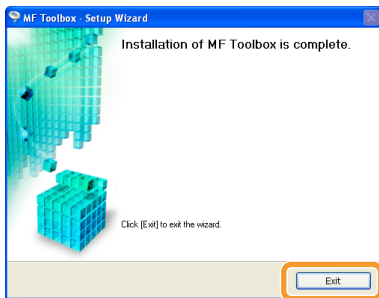 MF Toolbox - Setup Wizard
Installation of MF Toolbox is complete.
Click [Exit] to exit the wizard.
Exit